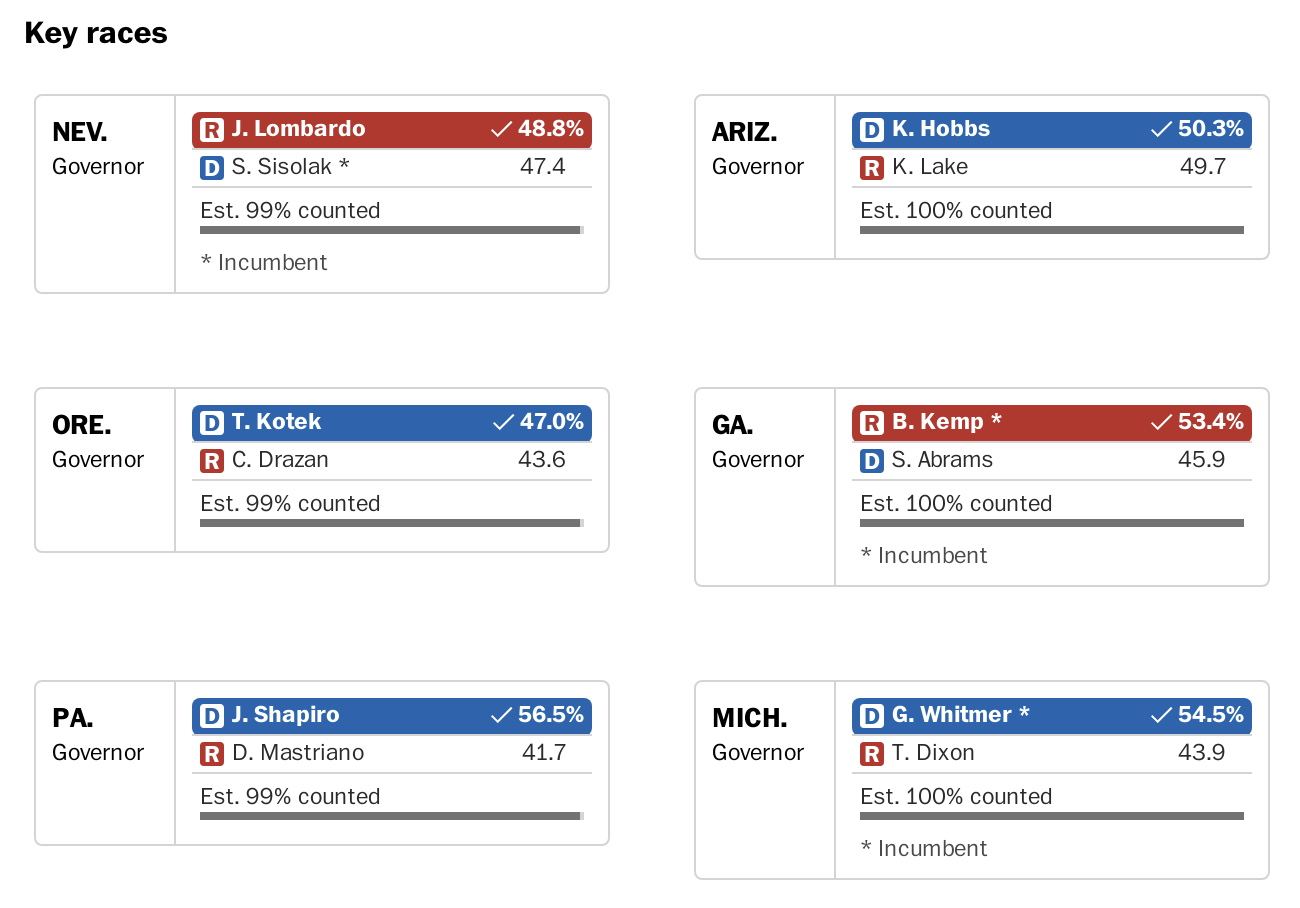 Key races
NEV.
Governor
R J. Lombardo ✓ 48.8%
D S. Sisolak * 47.4
Est. 99% counted
* Incumbent
ARIZ.
Governor
D K. Hobbs ✓ 50.3%
R K. Lake 49.7
Est. 100% counted
ORE.
Governor
D T. Kotek ✓ 47.0%
R C. Drazan 43.6
Est. 99% counted
GA.
Governor
R B. Kemp * ✓ 53.4%
D S. Abrams 45.9
Est. 100% counted
* Incumbent
PA.
Governor
D J. Shapiro ✓ 56.5%
R D. Mastriano 41.7
Est. 99% counted
MICH.
Governor
D G. Whitmer * ✓ 54.5%
R T. Dixon 43.9
Est. 100% counted
* Incumbent